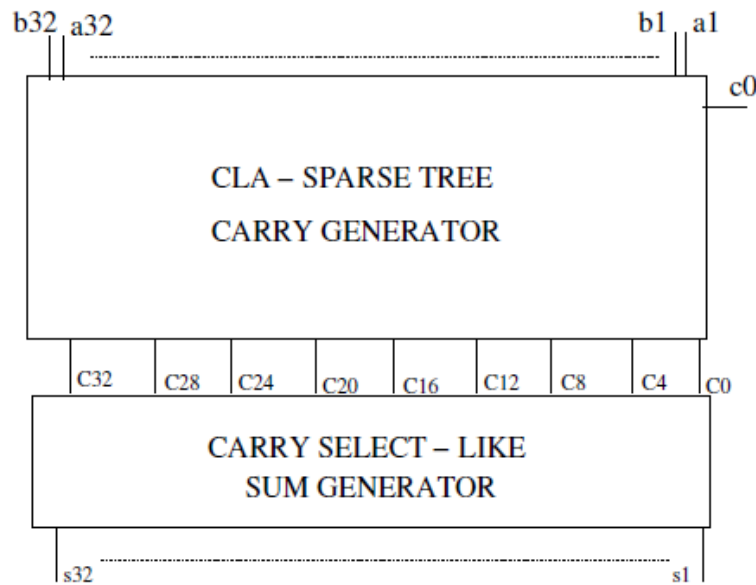 b32 a32 b1 a1
c0
CLA – SPARSE TREE
CARRY GENERATOR
C32 C28 C24 C20 C16 C12 C8 C4 C0
CARRY SELECT – LIKE
SUM GENERATOR
s32 s1